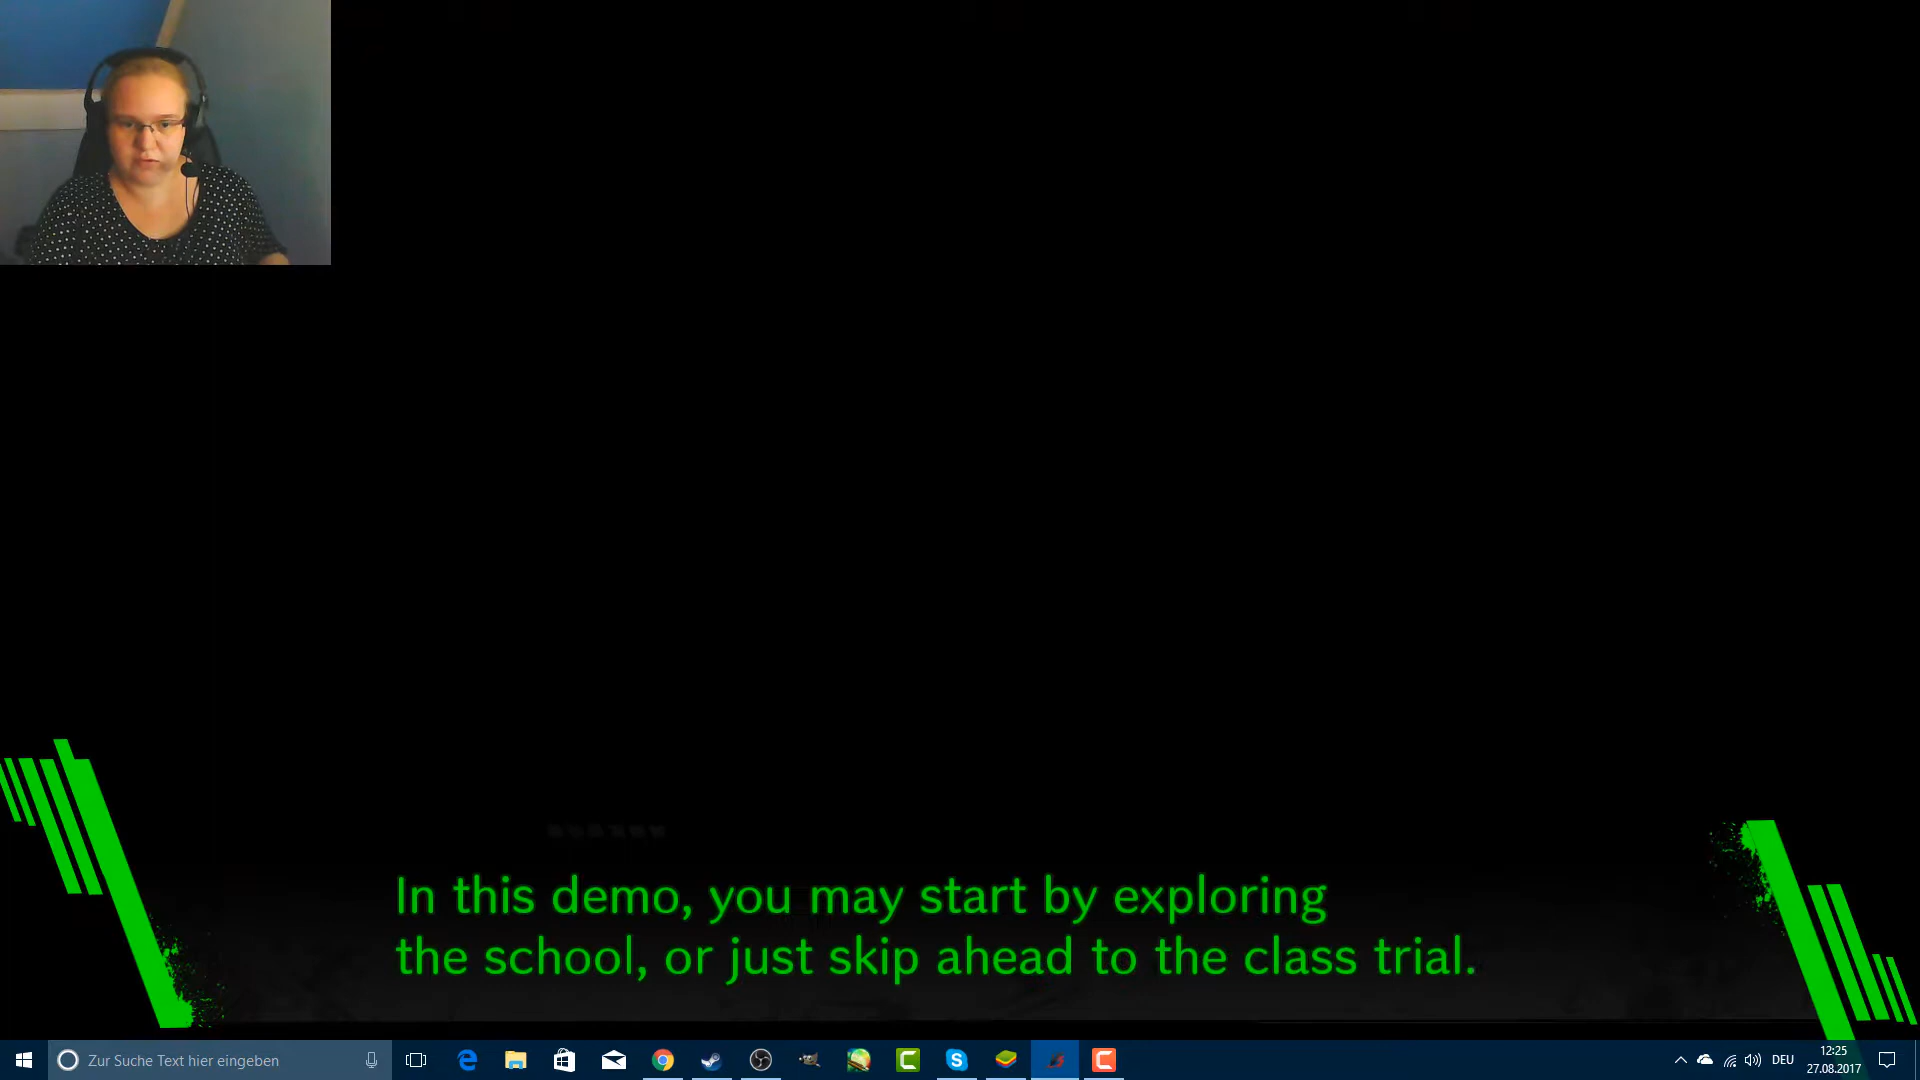 In this demo, you may start by exploring
the school, or just skip ahead to the class trial.
Zur Suche Text hier eingeben
DEU
12:25
27.08.2017